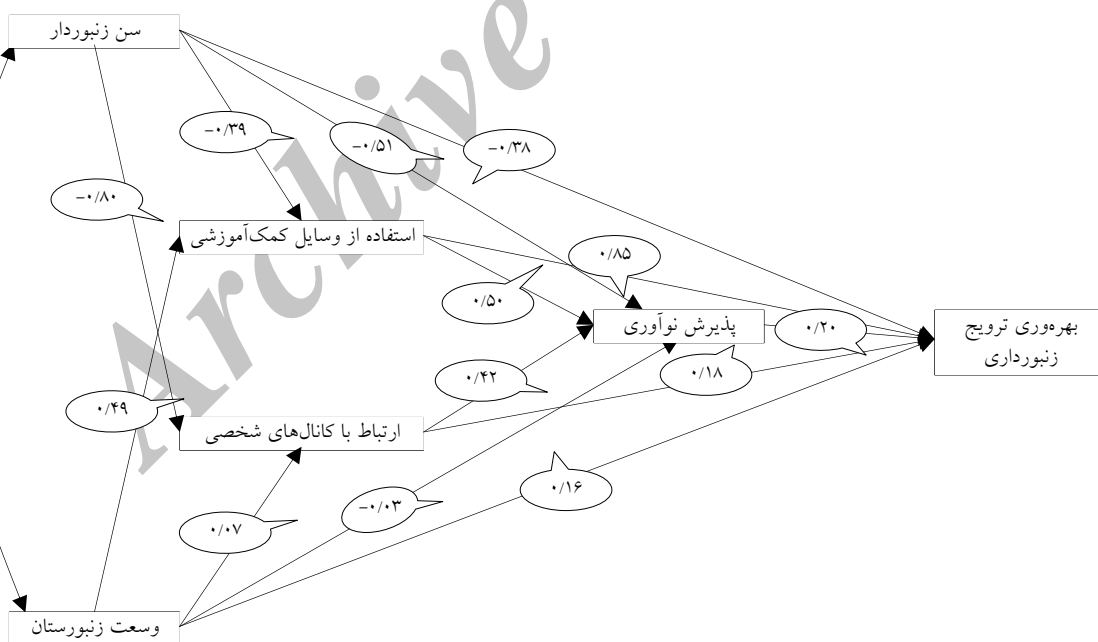 سن زنبوردار
-۰/۳۹
-۰/۵۱
-۰/۳۸
-۰/۸۰
استفاده از وسایل کمک‌آموزشی
۰/۸۵
۰/۵۰
پذیرش نوآوری
۰/۲۰
بهره‌وری ترویج
زنبورداری
۰/۴۲
۰/۱۸
۰/۴۹
ارتباط با کانال‌های شخصی
۰/۱۶
-۰/۰۳
۰/۰۷
وسعت زنبورستان
Archive